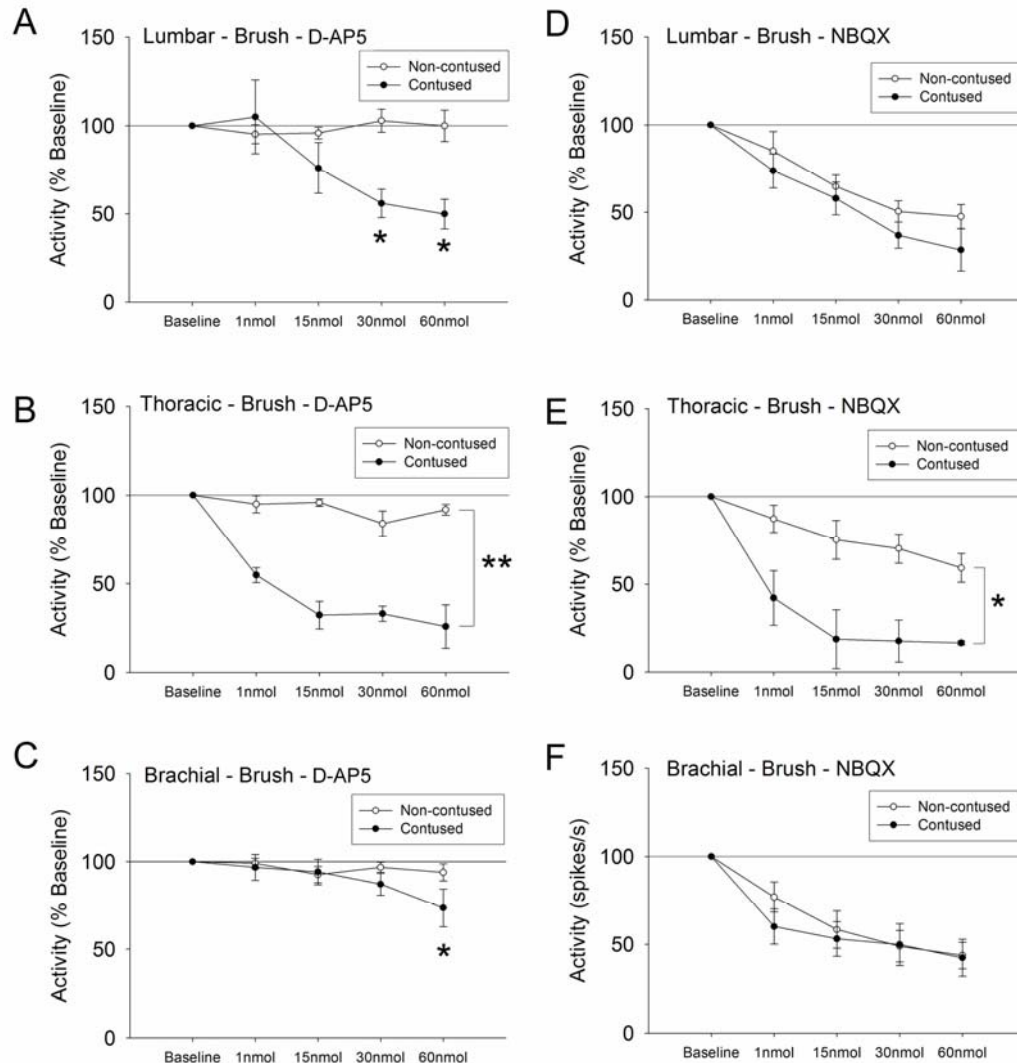 A
Lumbar - Brush - D-AP5
Non-contused
Contused
Activity (% Baseline)
150
100
50
0
*
*
Baseline 1nmol 15nmol 30nmol 60nmol
B
Thoracic - Brush - D-AP5
Non-contused
Contused
Activity (% Baseline)
150
100
50
0
**
Baseline 1nmol 15nmol 30nmol 60nmol
C
Brachial - Brush - D-AP5
Non-contused
Contused
Activity (% Baseline)
150
100
50
0
*
Baseline 1nmol 15nmol 30nmol 60nmol
D
Lumbar - Brush - NBQX
Non-contused
Contused
Activity (% Baseline)
150
100
50
0
Baseline 1nmol 15nmol 30nmol 60nmol
E
Thoracic - Brush - NBQX
Non-contused
Contused
Activity (% Baseline)
150
100
50
0
*
Baseline 1nmol 15nmol 30nmol 60nmol
F
Brachial - Brush - NBQX
Non-contused
Contused
Activity (spikes/s)
150
100
50
0
Baseline 1nmol 15nmol 30nmol 60nmol